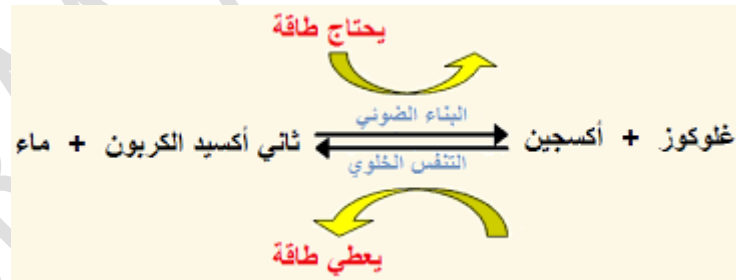 يحتاج طاقة
البناء الضوئي
غلوكوز + أكسجين ثاني أكسيد الكربون + ماء
التنفس الخلوي
يعطي طاقة